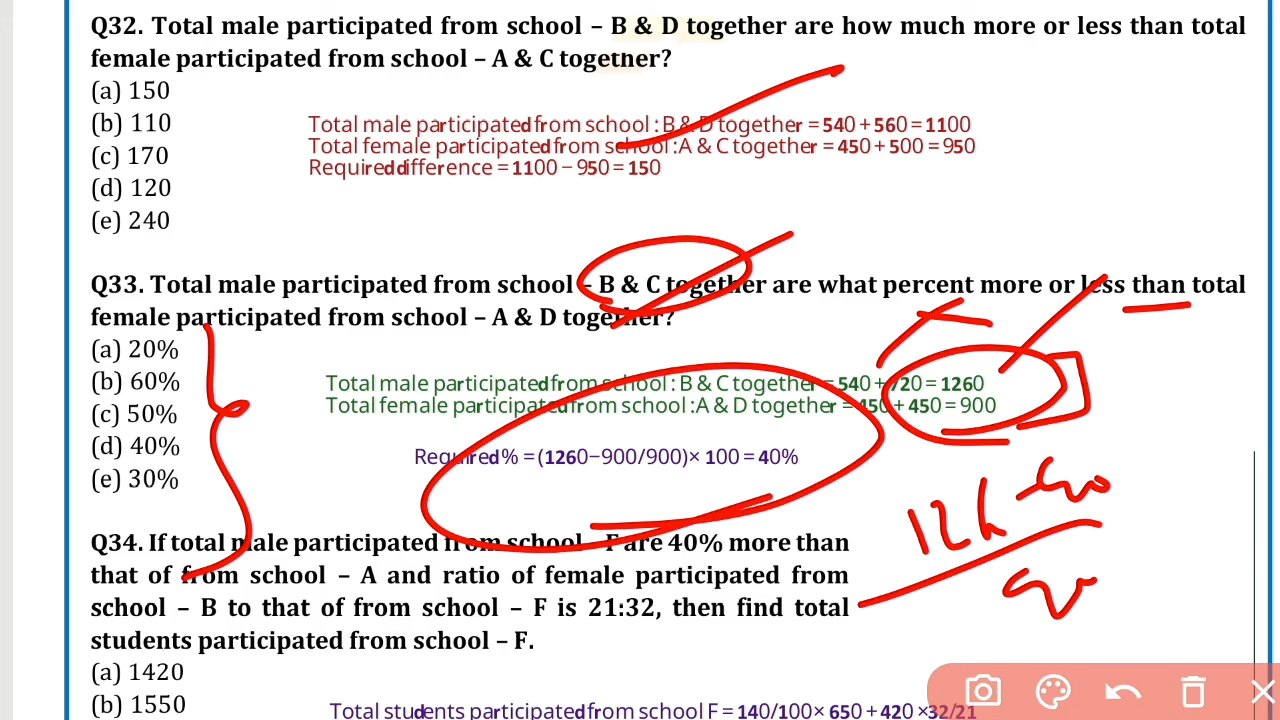 Q32. Total male participated from school – B & D together are how much more or less than total
female participated from school – A & C together?
(a) 150
(b) 110
(c) 170
(d) 120
(e) 240
Total male participated from school : B & D together = 540 + 560 = 1100
Total female participated from school :A & C together = 450 + 500 = 950
Required difference = 1100 − 950 = 150
Q33. Total male participated from school – B & C together are what percent more or less than total
female participated from school – A & D together?
(a) 20%
(b) 60%
(c) 50%
(d) 40%
(e) 30%
Total male participated from school : B & C together = 540 + 720 = 1260
Total female participated from school :A & D together = 450 + 450 = 900
Required % = (1260−900/900)× 100 = 40%
Q34. If total male participated from school – F are 40% more than
that of from school – A and ratio of female participated from
school – B to that of from school – F is 21:32, then find total
students participated from school – F.
(a) 1420
(b) 1550
Total students participated from school F = 140/100× 650 + 420 ×32/21